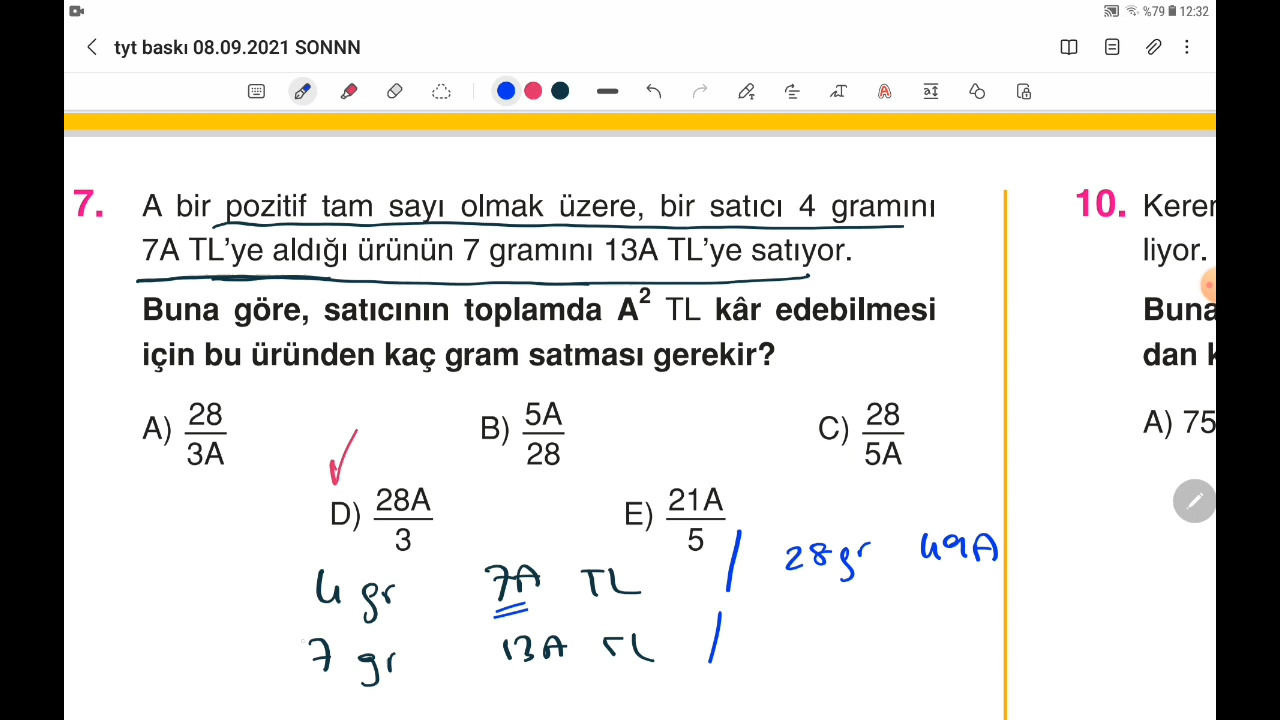 %79 12:32
tyt baskı 08.09.2021 SONNN
7. A bir pozitif tam sayı olmak üzere, bir satıcı 4 gramını
7A TL'ye aldığı ürünün 7 gramını 13A TL'ye satıyor.
Buna göre, satıcının toplamda A² TL kâr edebilmesi
için bu üründen kaç gram satması gerekir?
A) 28/3A B) 5A/28 C) 28/5A
D) 28A/3 E) 21A/5
4 gr 7A TL / 28gr 49A
7 gr 13A TL /
10. Kerer
liyor.
Buna
dan k
A) 75